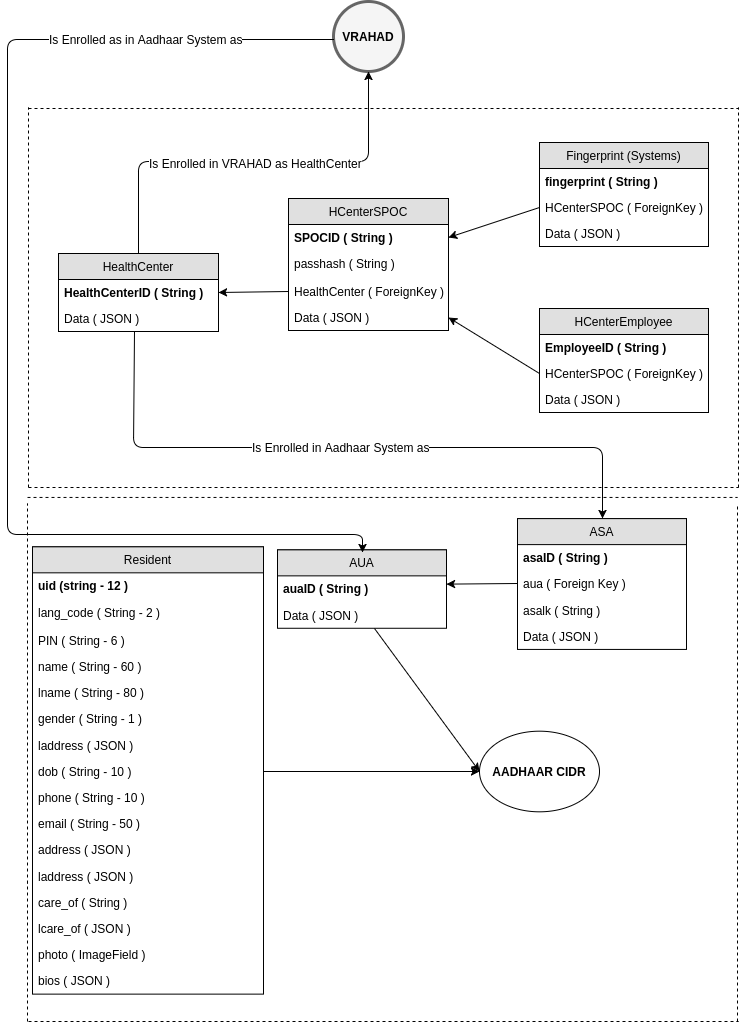 VRAHAD
Is Enrolled as in Aadhaar System as
Is Enrolled in VRAHAD as HealthCenter
Fingerprint (Systems)
fingerprint ( String )
HCenterSPOC ( ForeignKey )
Data ( JSON )
HCenterSPOC
SPOCID ( String )
passhash ( String )
HealthCenter ( ForeignKey )
Data ( JSON )
HealthCenter
HealthCenterID ( String )
Data ( JSON )
HCenterEmployee
EmployeeID ( String )
HCenterSPOC ( ForeignKey )
Data ( JSON )
Is Enrolled in Aadhaar System as
Resident
uid (string - 12 )
lang_code ( String - 2 )
PIN ( String - 6 )
name ( String - 60 )
lname ( String - 80 )
gender ( String - 1 )
laddress ( JSON )
dob ( String - 10 )
phone ( String - 10 )
email ( String - 50 )
address ( JSON )
laddress ( JSON )
care_of ( String )
lcare_of ( JSON )
photo ( ImageField )
bios ( JSON )
AUA
auaID ( String )
Data ( JSON )
ASA
asaID ( String )
aua ( Foreign Key )
asalk ( String )
Data ( JSON )
AADHAAR CIDR